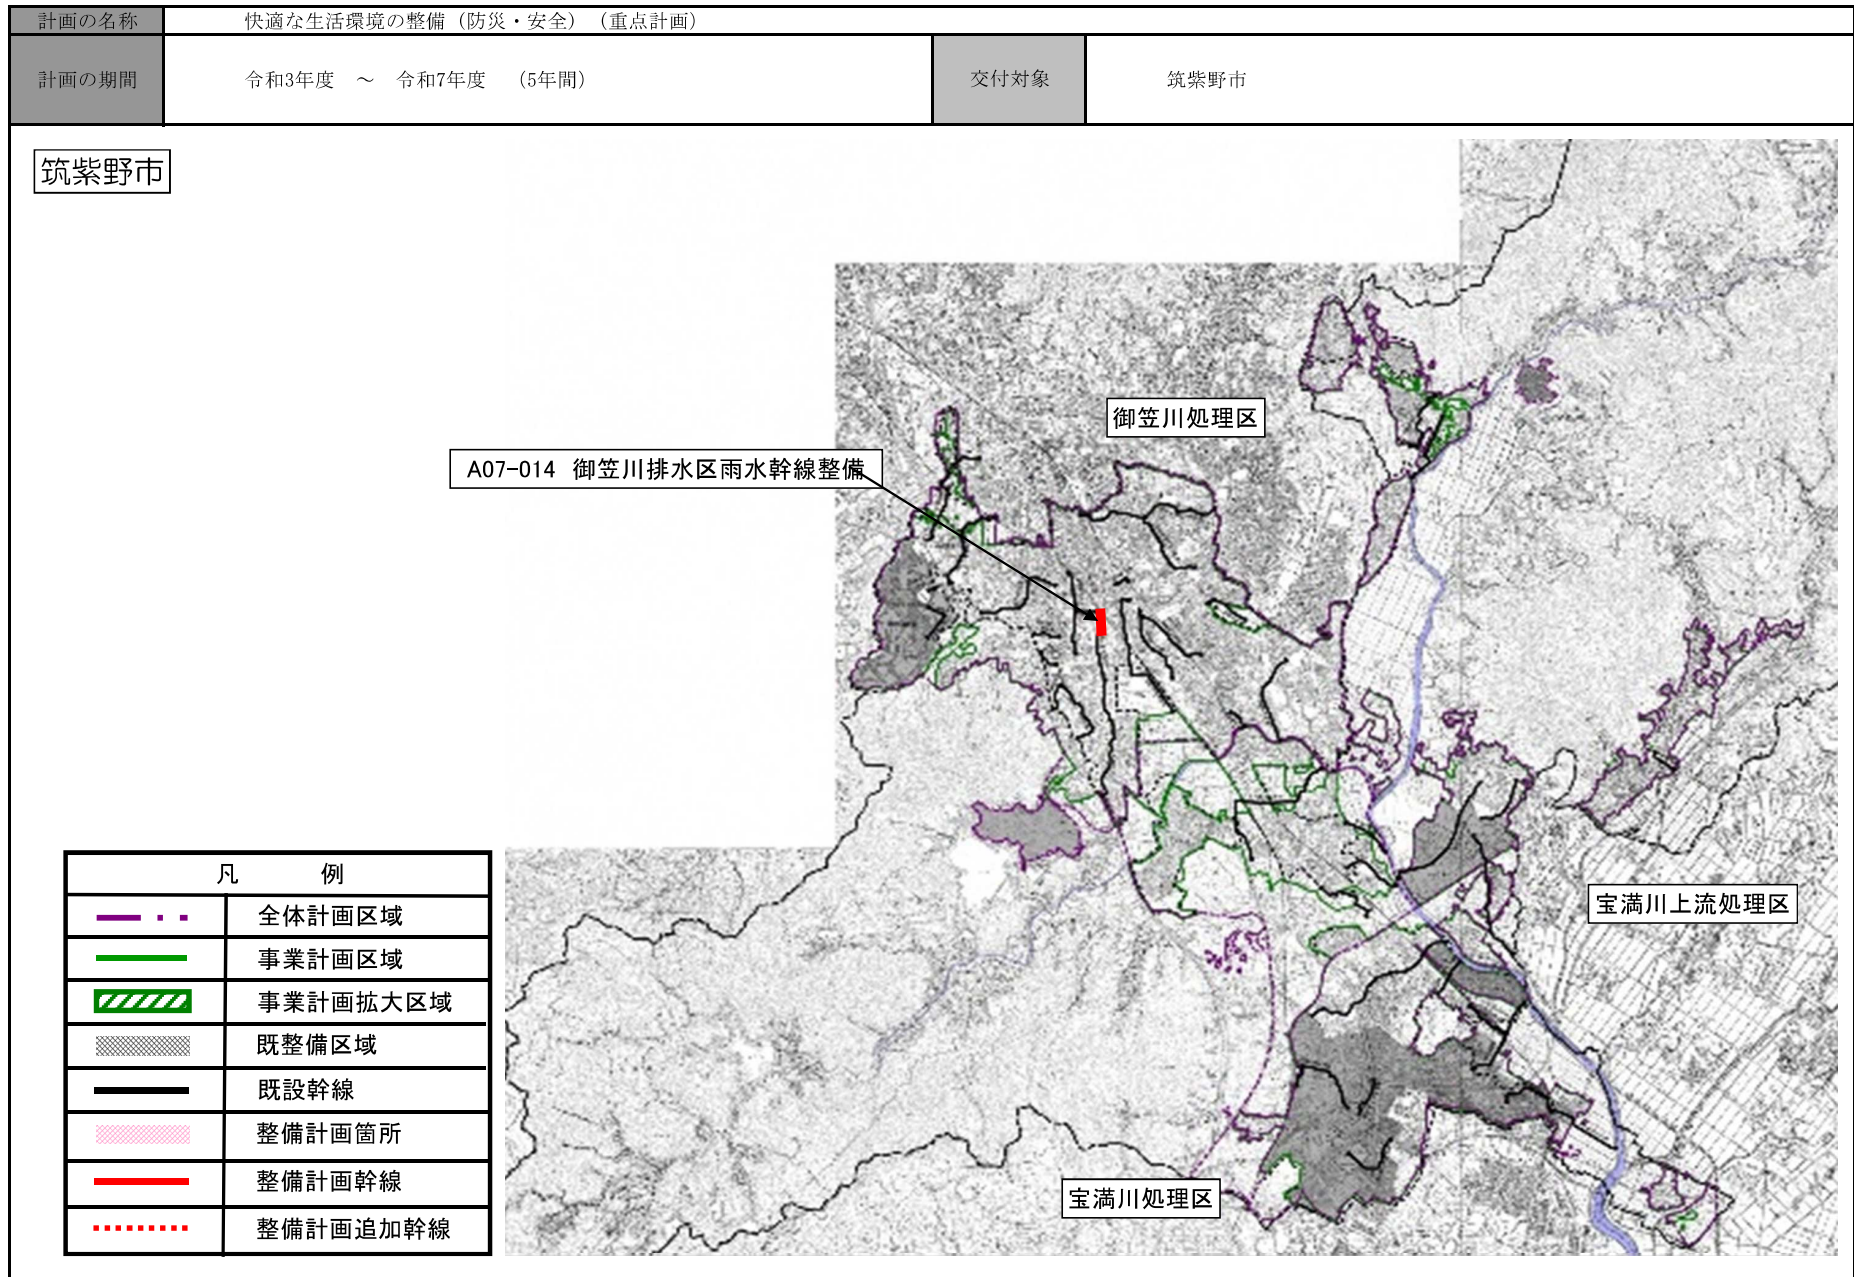 計画の名称 快適な生活環境の整備（防災・安全）（重点計画）
計画の期間 令和3年度 ～ 令和7年度 （5年間） 交付対象 筑紫野市
筑紫野市
御笠川処理区
A07-014 御笠川排水区雨水幹線整備
宝満川上流処理区
宝満川処理区
凡 例
全体計画区域
事業計画区域
事業計画拡大区域
既整備区域
既設幹線
整備計画箇所
整備計画幹線
整備計画追加幹線